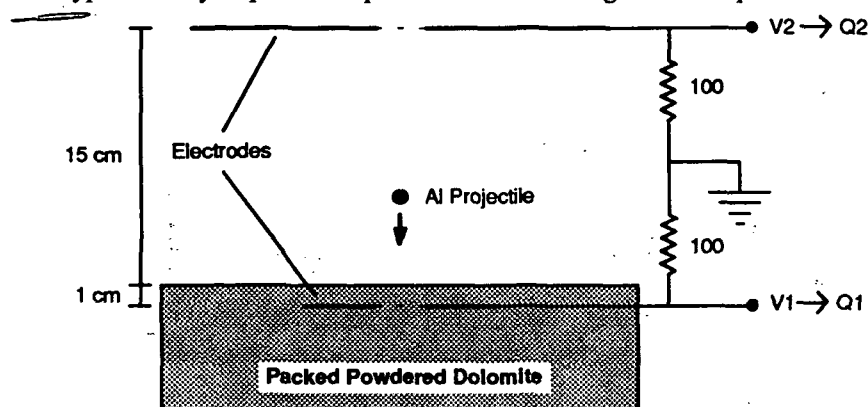 V2 → Q2
100
15 cm
Electrodes
Al Projectile
100
1 cm
V1 → Q1
Packed Powdered Dolomite